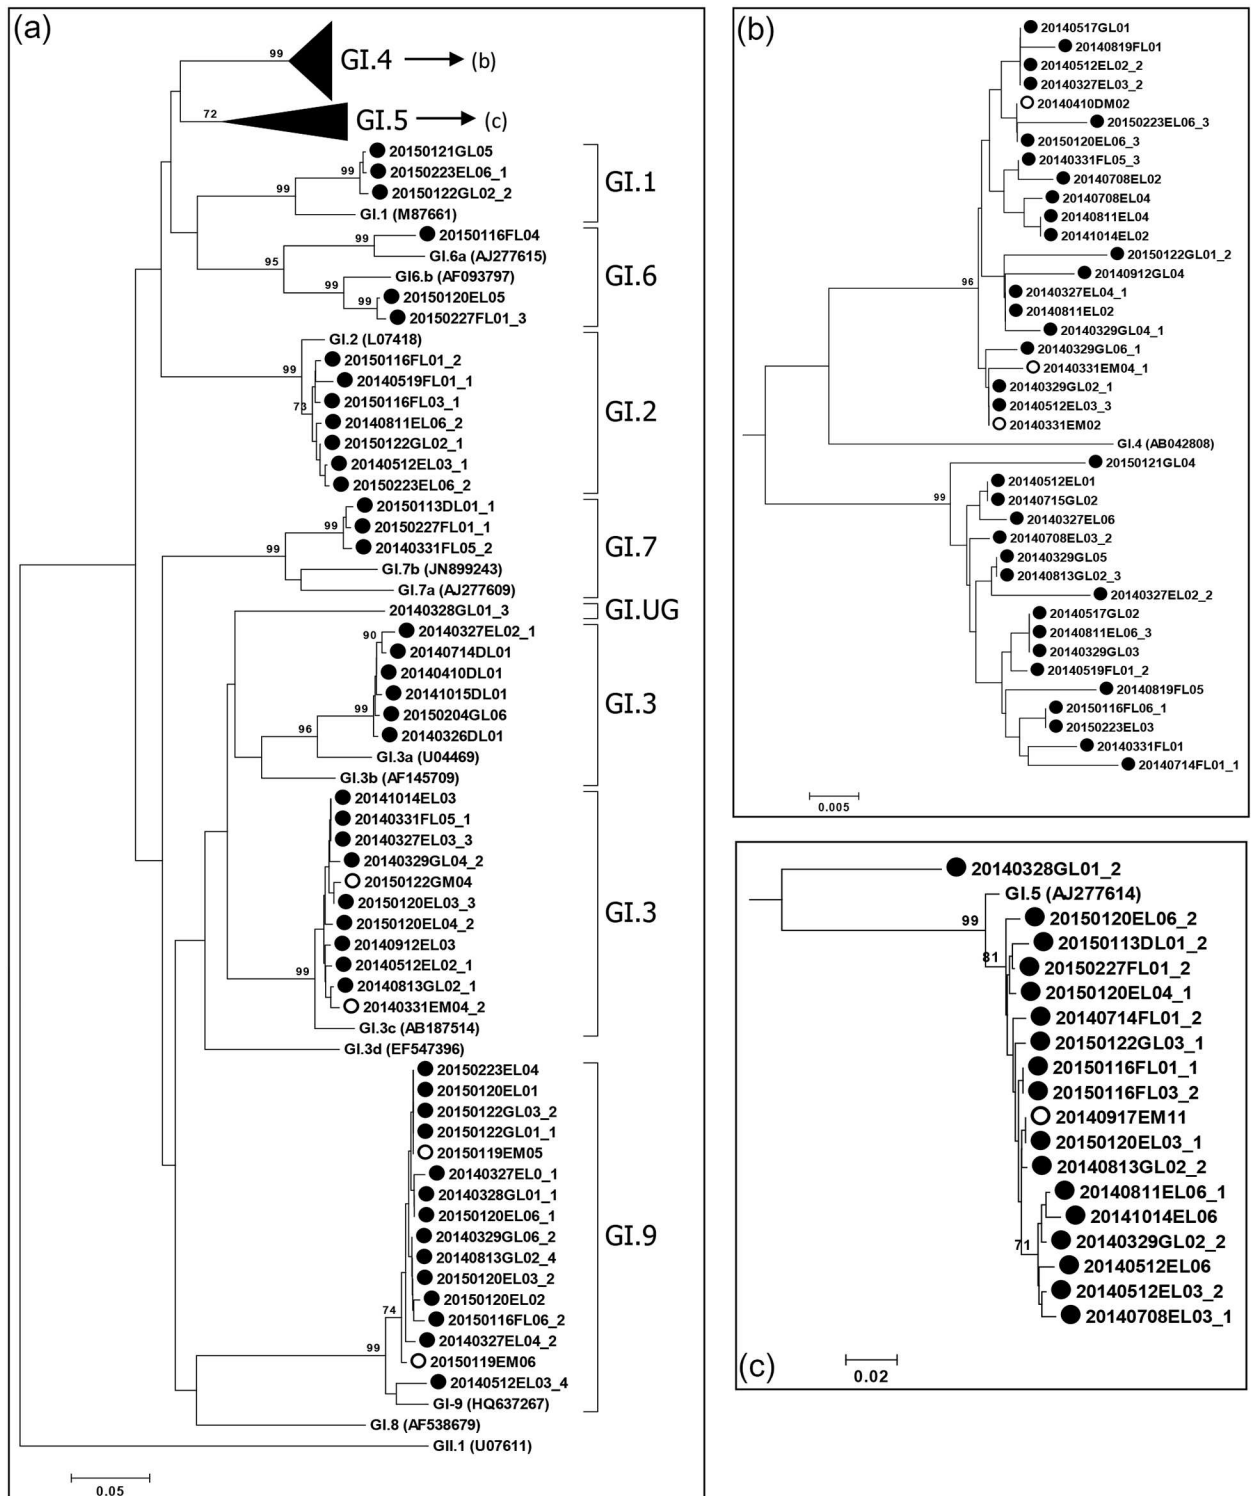 (a)
99
GI.4
(b)
72
GI.5
(c)
20150121GL05
20150223EL06_1
99
20150122GL02_2
99
GI.1 (M87661)
GI.1
20150116FL04
99
GI.6a (AJ277615)
95
GI6.b (AF093797)
99
20150120EL05
99
20150227FL01_3
GI.6
GI.2 (L07418)
20150116FL01_2
99
20140519FL01_1
20150116FL03_1
73
20140811EL06_2
20150122GL02_1
20140512EL03_1
20150223EL06_2
GI.2
20150113DL01_1
99
20150227FL01_1
20140331FL05_2
99
GI.7b (JN899243)
GI.7a (AJ277609)
GI.7
20140328GL01_3
GI.UG
90
20140327EL02_1
20140714DL01
20140410DL01
20141015DL01
99
20150204GL06
20140326DL01
96
GI.3a (U04469)
GI.3b (AF145709)
GI.3
20141014EL03
20140331FL05_1
20140327EL03_3
20140329GL04_2
20150122GM04
20150120EL03_3
20150120EL04_2
20140912EL03
20140512EL02_1
99
20140813GL02_1
20140331EM04_2
GI.3c (AB187514)
GI.3
GI.3d (EF547396)
20150223EL04
20150120EL01
20150122GL03_2
20150122GL01_1
20150119EM05
20140327EL0_1
20140328GL01_1
20150120EL06_1
20140329GL06_2
20140813GL02_4
20150120EL03_2
20150120EL02
74
20150116FL06_2
20140327EL04_2
99
20150119EM06
20140512EL03_4
GI-9 (HQ637267)
GI.9
GI.8 (AF538679)
GII.1 (U07611)
0.05
(b)
20140517GL01
20140819FL01
20140512EL02_2
20140327EL03_2
20140410DM02
20150223EL06_3
20150120EL06_3
20140331FL05_3
20140708EL02
20140708EL04
20140811EL04
20141014EL02
20150122GL01_2
20140912GL04
96
20140327EL04_1
20140811EL02
20140329GL04_1
20140329GL06_1
20140331EM04_1
20140329GL02_1
20140512EL03_3
20140331EM02
GI.4 (AB042808)
20150121GL04
20140512EL01
99
20140715GL02
20140327EL06
20140708EL03_2
20140329GL05
20140813GL02_3
20140327EL02_2
20140517GL02
20140811EL06_3
20140329GL03
20140519FL01_2
20140819FL05
20150116FL06_1
20150223EL03
20140331FL01
20140714FL01_1
0.005
20140328GL01_2
GI.5 (AJ277614)
99
20150120EL06_2
20150113DL01_2
81
20150227FL01_2
20150120EL04_1
20140714FL01_2
20150122GL03_1
20150116FL01_1
20150116FL03_2
20140917EM11
20150120EL03_1
20140813GL02_2
20140811EL06_1
20141014EL06
71
20140329GL02_2
20140512EL06
20140512EL03_2
20140708EL03_1
(c)
0.02